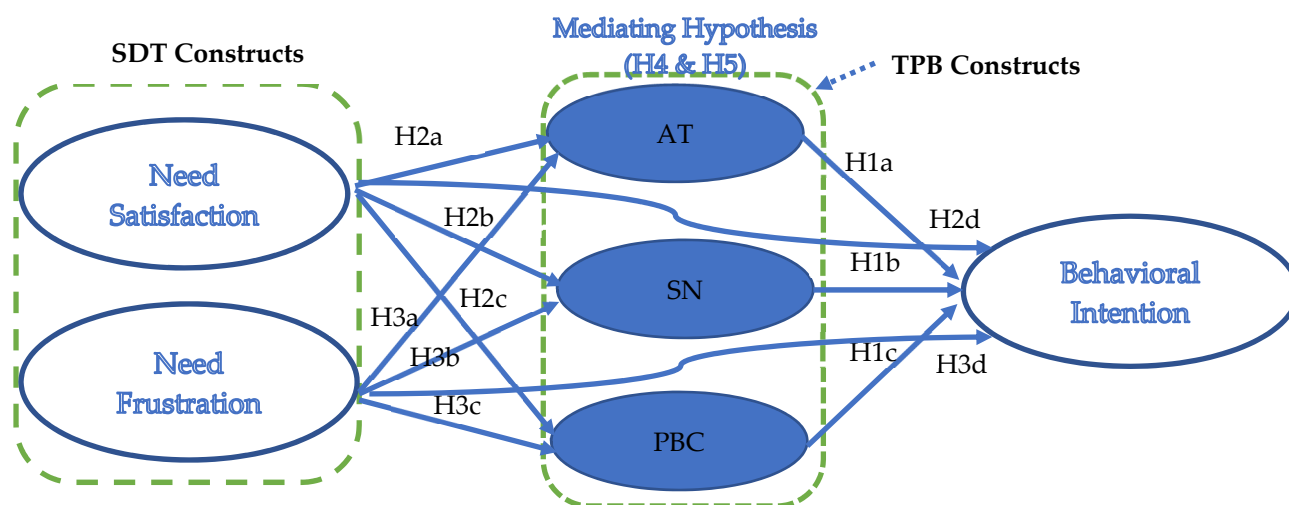 Mediating Hypothesis
(H4 & H5)
SDT Constructs
TPB Constructs
H2a
AT
H1a
Need
Satisfaction
H2b
H2d
H1b
Behavioral
Intention
SN
H2c
H3a
H3b
H1c
H3d
Need
Frustration
H3c
PBC